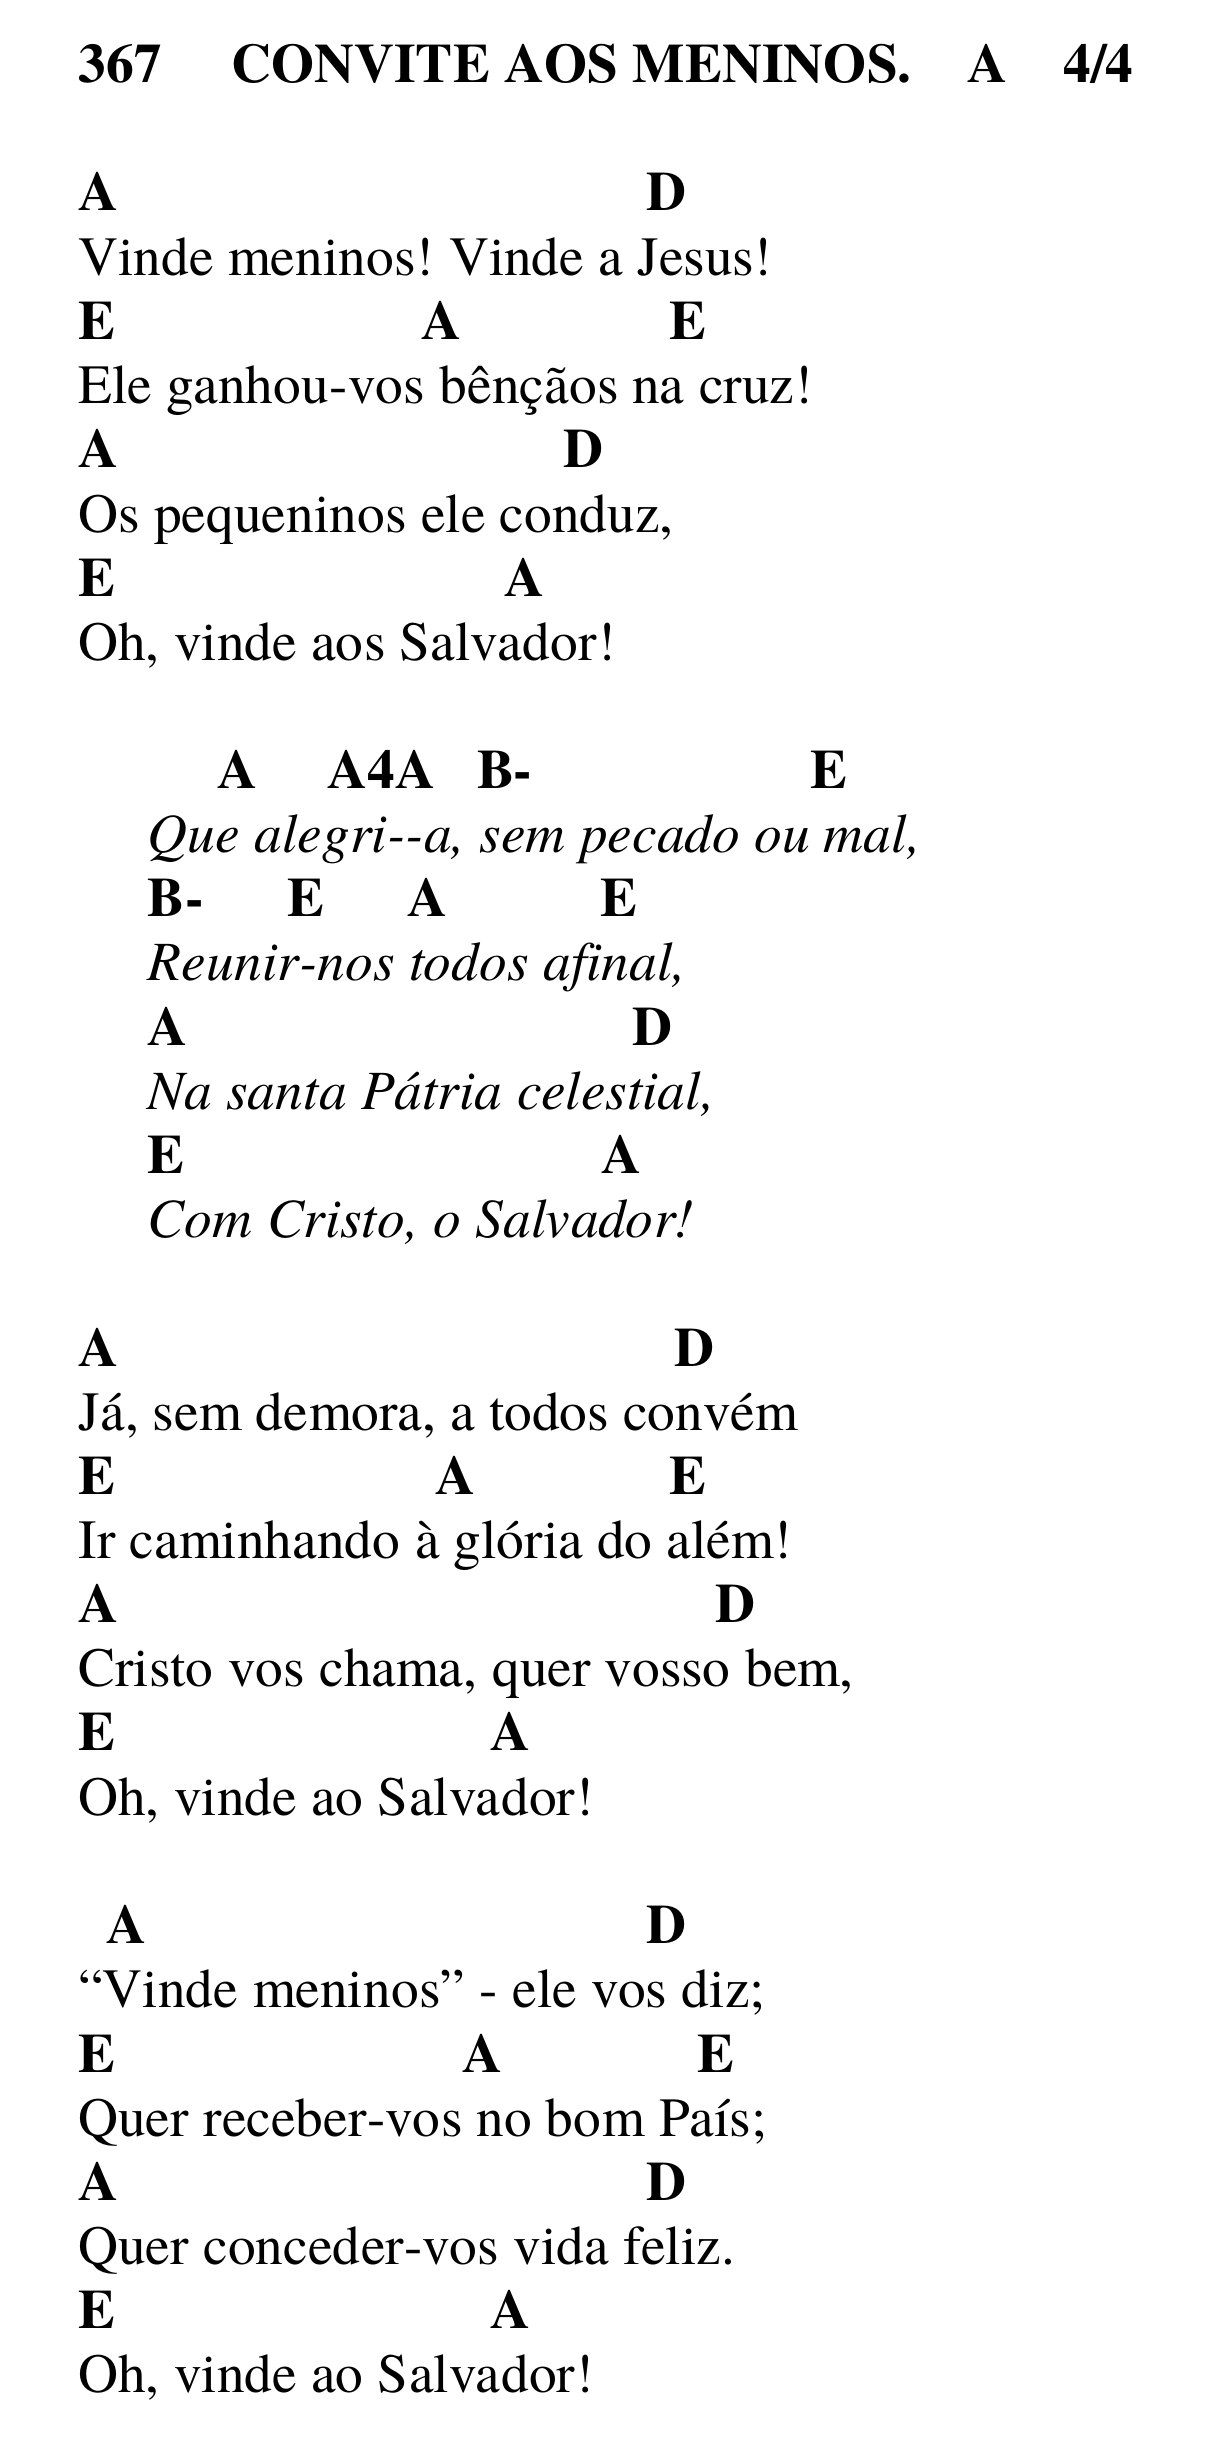 367 CONVITE AOS MENINOS. A 4/4
A D
Vinde meninos! Vinde a Jesus!
E A E
Ele ganhou-vos bênçãos na cruz!
A D
Os pequeninos ele conduz,
E A
Oh, vinde aos Salvador!
A A4A B- E
Que alegri--a, sem pecado ou mal,
B- E A E
Reunir-nos todos afinal,
A D
Na santa Pátria celestial,
E A
Com Cristo, o Salvador!
A D
Já, sem demora, a todos convém
E A E
Ir caminhando à glória do além!
A D
Cristo vos chama, quer vosso bem,
E A
Oh, vinde ao Salvador!
A D
“Vinde meninos” - ele vos diz;
E A E
Quer receber-vos no bom País;
A D
Quer conceder-vos vida feliz.
E A
Oh, vinde ao Salvador!